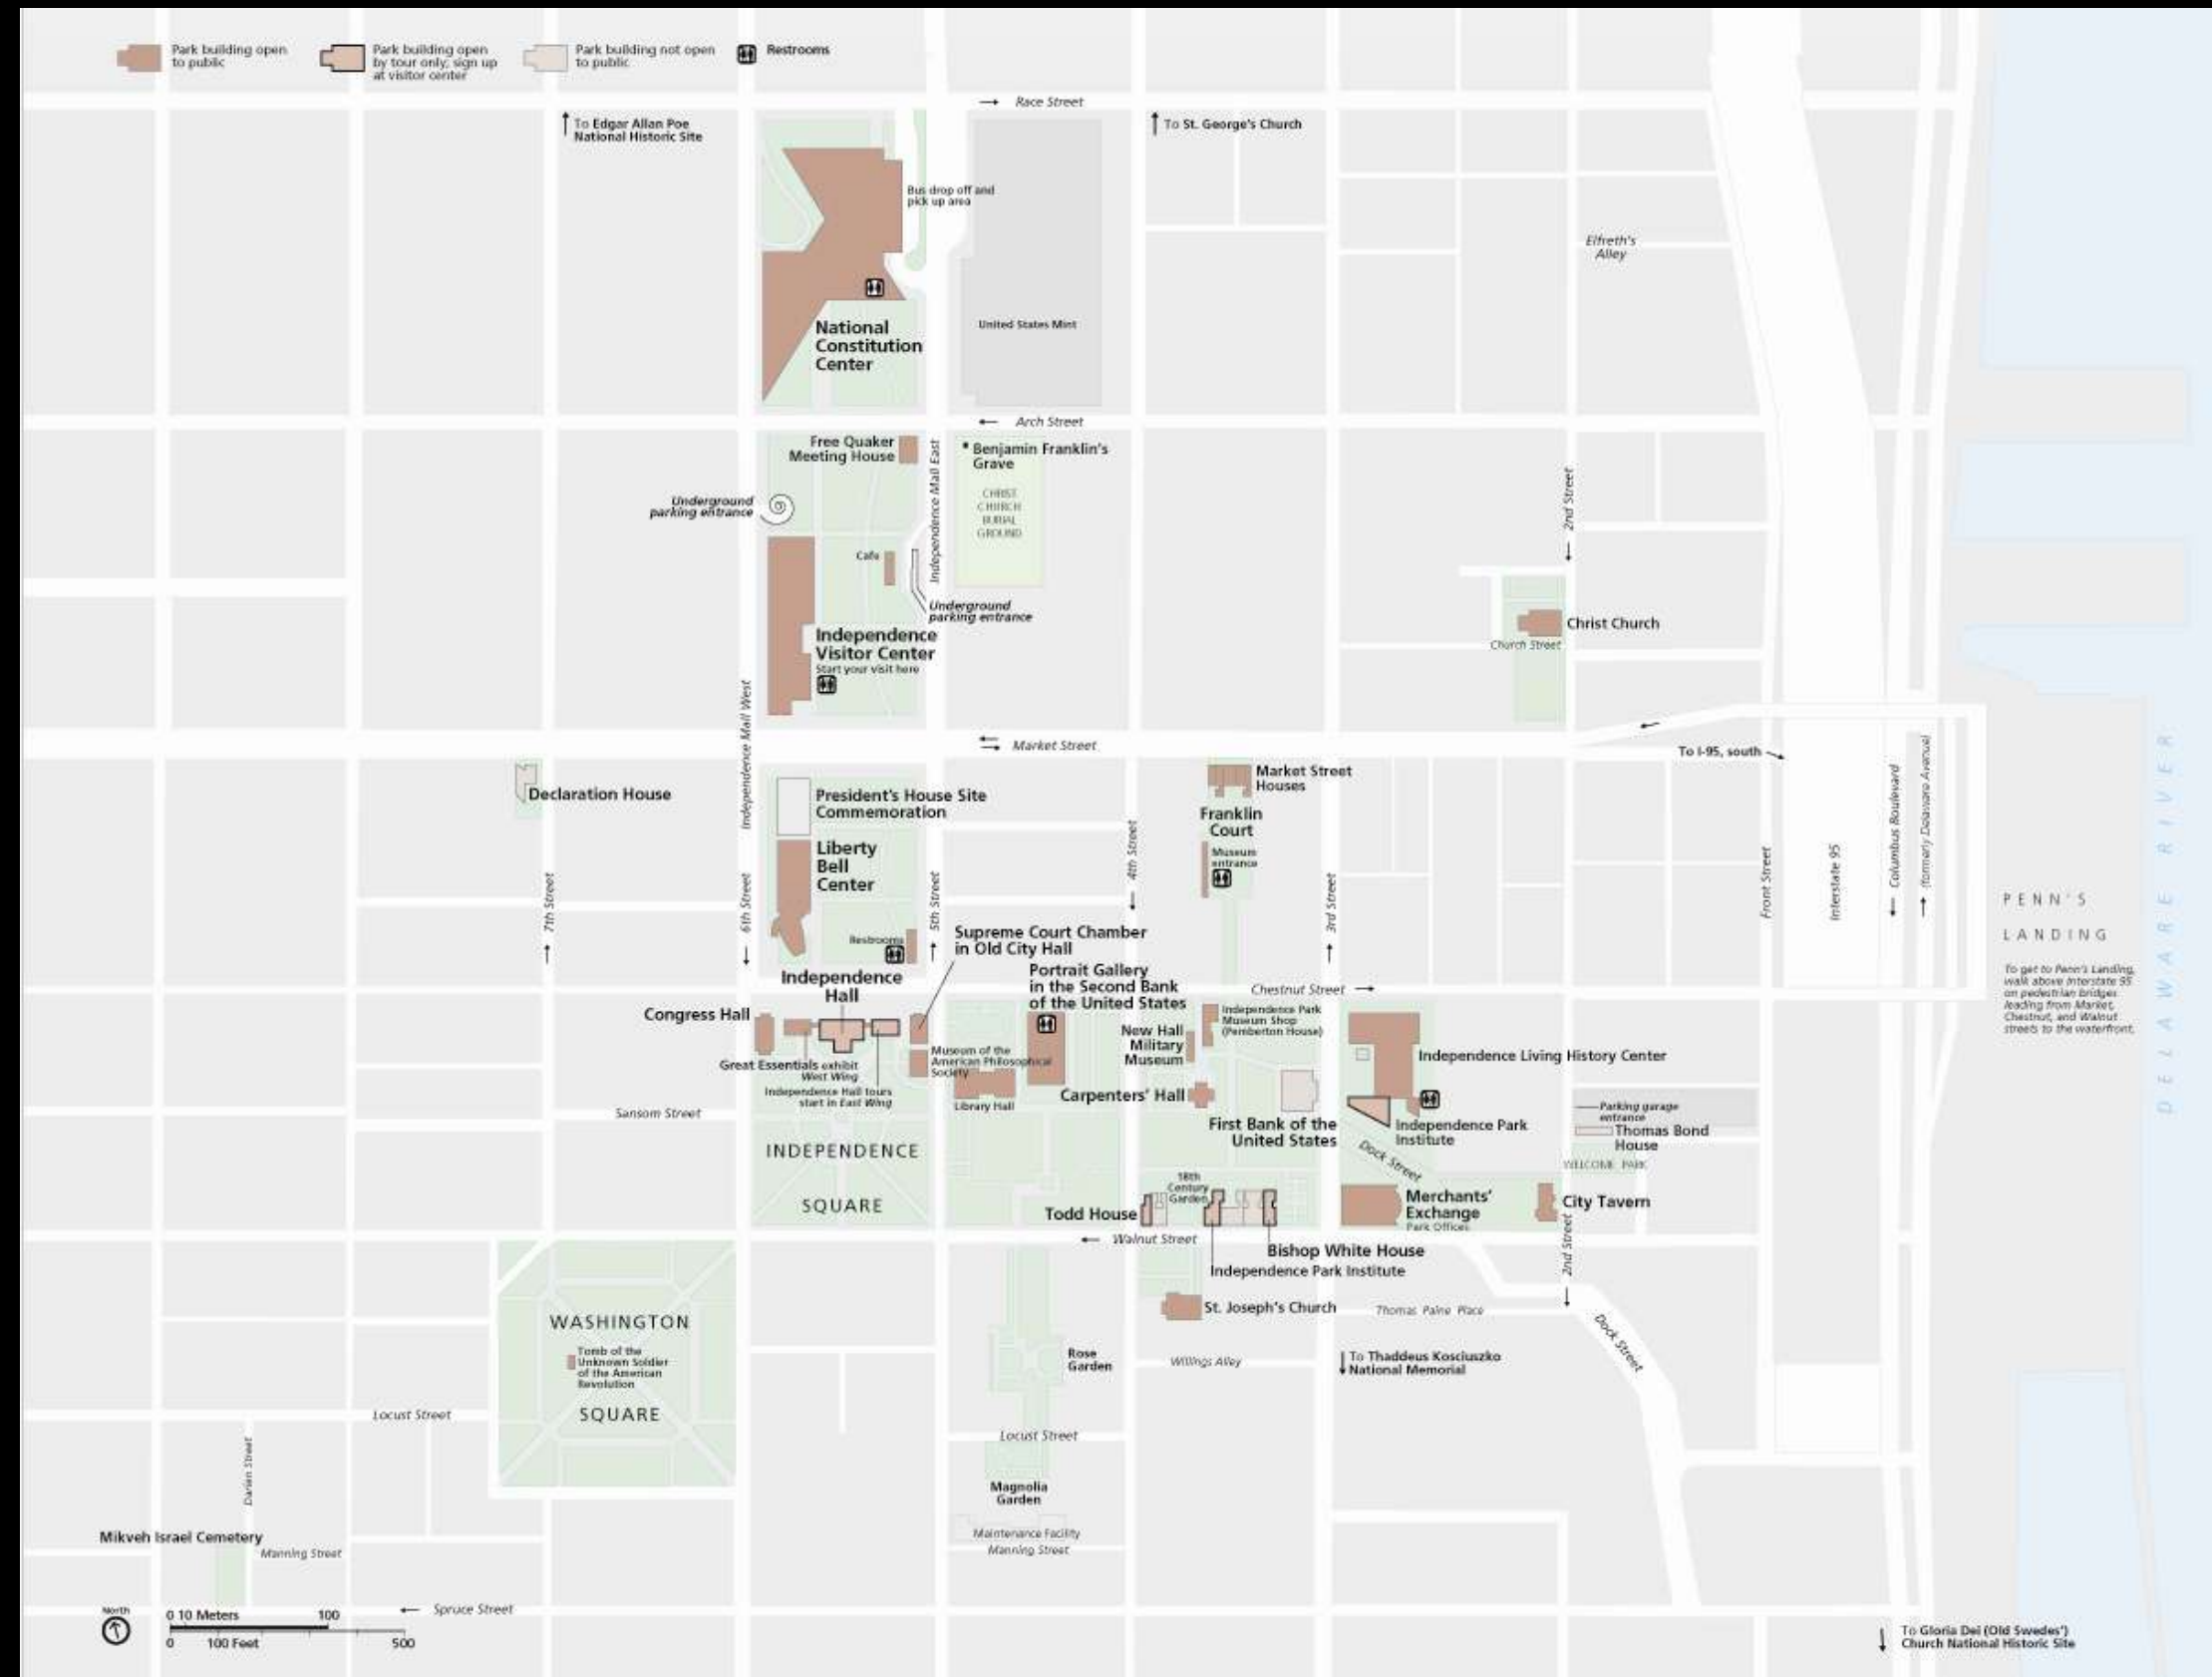 Park building open
to public
Park building open
by tour only; sign up
at visitor center
Park building not open
to public
Restrooms
Race Street
To Edgar Allan Poe
National Historic Site
To St. George's Church
Bus drop off and
pick up area
Elfreth's
Alley
National
Constitution
Center
United States Mint
Arch Street
Free Quaker
Meeting House
Independence Mall East
Benjamin Franklin's
Grave
CHRIST
CHURCH
BURIAL
GROUND
Underground
parking entrance
2nd Street
Cafe
Underground
parking entrance
Independence
Visitor Center
Start your visit here
Christ Church
Church Street
Independence Mall West
Market Street
To I-95, south
Declaration House
President's House Site
Commemoration
Market Street
Houses
Franklin
Court
Museum
entrance
Liberty
Bell
Center
7th Street
6th Street
5th Street
4th Street
3rd Street
Front Street
Interstate 95
Columbus Boulevard
(formerly Delaware Avenue)
DELAWARE RIVER
PENN'S
LANDING
To get to Penn's Landing,
walk above Interstate 95
on pedestrian bridges
leading from Market,
Chestnut, and Walnut
streets to the waterfront.
Restrooms
Supreme Court Chamber
in Old City Hall
Independence
Hall
Portrait Gallery
in the Second Bank
of the United States
Chestnut Street
Congress Hall
Great Essentials exhibit
West Wing
Independence Hall tours
start in East Wing
Museum of the
American Philosophical
Society
Library Hall
New Hall
Military
Museum
Independence Park
Museum Shop
(Pemberton House)
Carpenters' Hall
First Bank of the
United States
Independence Living History Center
Independence Park
Institute
Dock Street
Parking garage
entrance
Thomas Bond
House
WELCOME PARK
Sansom Street
INDEPENDENCE
SQUARE
18th
Century
Garden
Todd House
Merchants'
Exchange
Park Offices
City Tavern
2nd Street
Walnut Street
Bishop White House
Independence Park Institute
St. Joseph's Church
Thomas Paine Place
Dock Street
WASHINGTON
Tomb of the
Unknown Soldier
of the American
Revolution
SQUARE
Rose
Garden
Willings Alley
To Thaddeus Kosciuszko
National Memorial
Locust Street
Locust Street
Darien Street
Magnolia
Garden
Maintenance Facility
Manning Street
Mikveh Israel Cemetery
Manning Street
North
0 10 Meters 100
0 100 Feet 500
Spruce Street
To Gloria Dei (Old Swedes')
Church National Historic Site